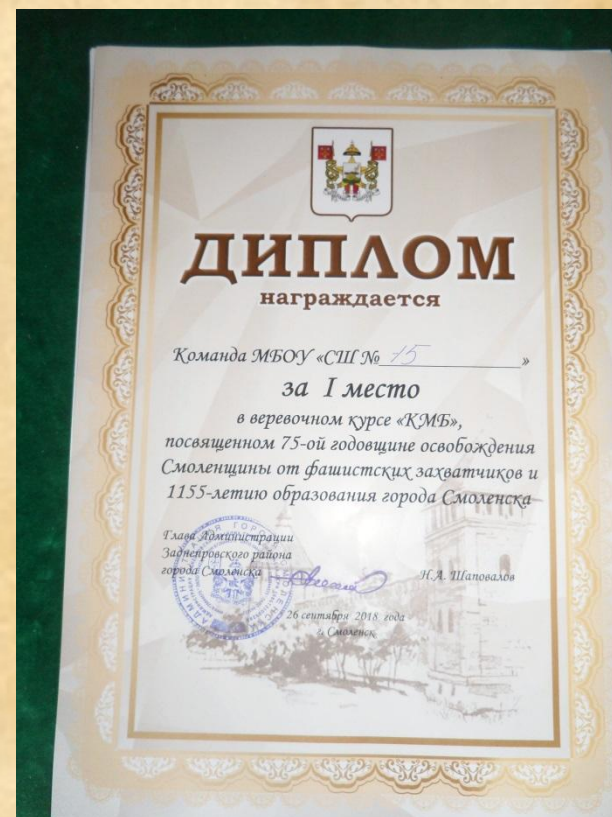 ДИПЛОМ
награждается
Команда МБОУ «СШ № 15 »
за I место
в веревочном курсе «КМБ»,
посвященном 75-ой годовщине освобождения
Смоленщины от фашистских захватчиков и
1155-летию образования города Смоленска
Глава Администрации
Заднепровского района
города Смоленска
Н.А. Шаповалов
26 сентября 2018 года
г. Смоленск